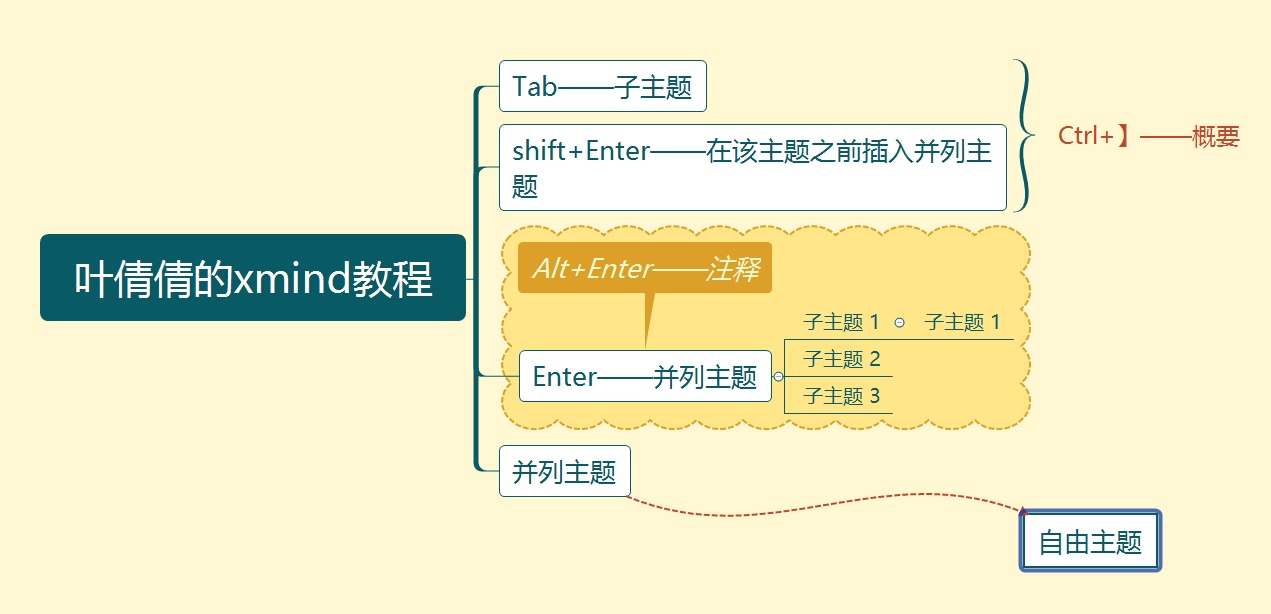 叶倩倩的xmind教程
Tab——子主题
shift+Enter——在该主题之前插入并列主
题
Ctrl+】——概要
Alt+Enter——注释
Enter——并列主题
子主题 1
子主题 1
子主题 2
子主题 3
并列主题
自由主题